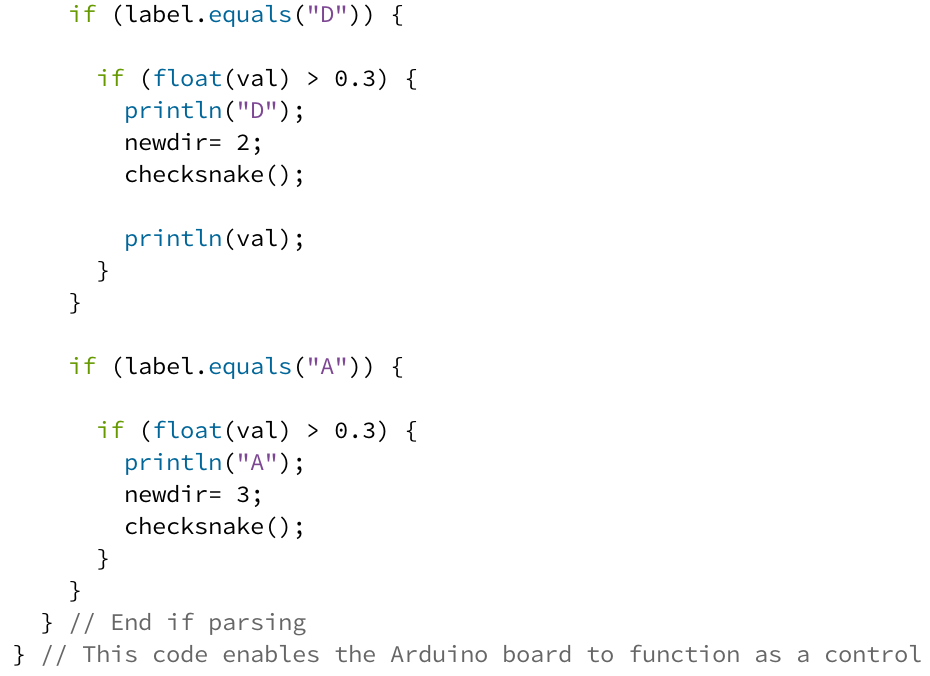 if (label.equals("D")) {
if (float(val) > 0.3) {
println("D");
newdir= 2;
checksnake();
println(val);
}
}
if (label.equals("A")) {
if (float(val) > 0.3) {
println("A");
newdir= 3;
checksnake();
}
}
} // End if parsing
} // This code enables the Arduino board to function as a control